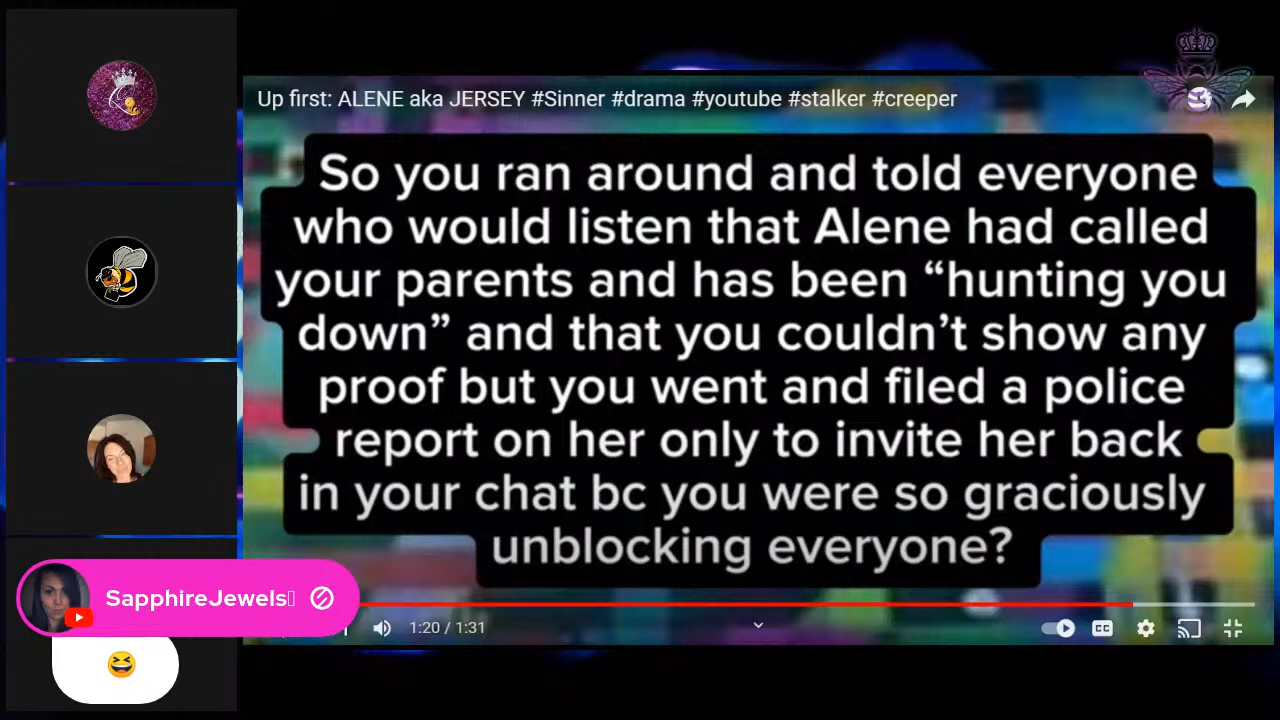 Up first: ALENE aka JERSEY #Sinner #drama #youtube #stalker #creeper
So you ran around and told everyone
who would listen that Alene had called
your parents and has been “hunting you
down” and that you couldn’t show any
proof but you went and filed a police
report on her only to invite her back
in your chat bc you were so graciously
unblocking everyone?
SapphireJewels
1:20 / 1:31
CC